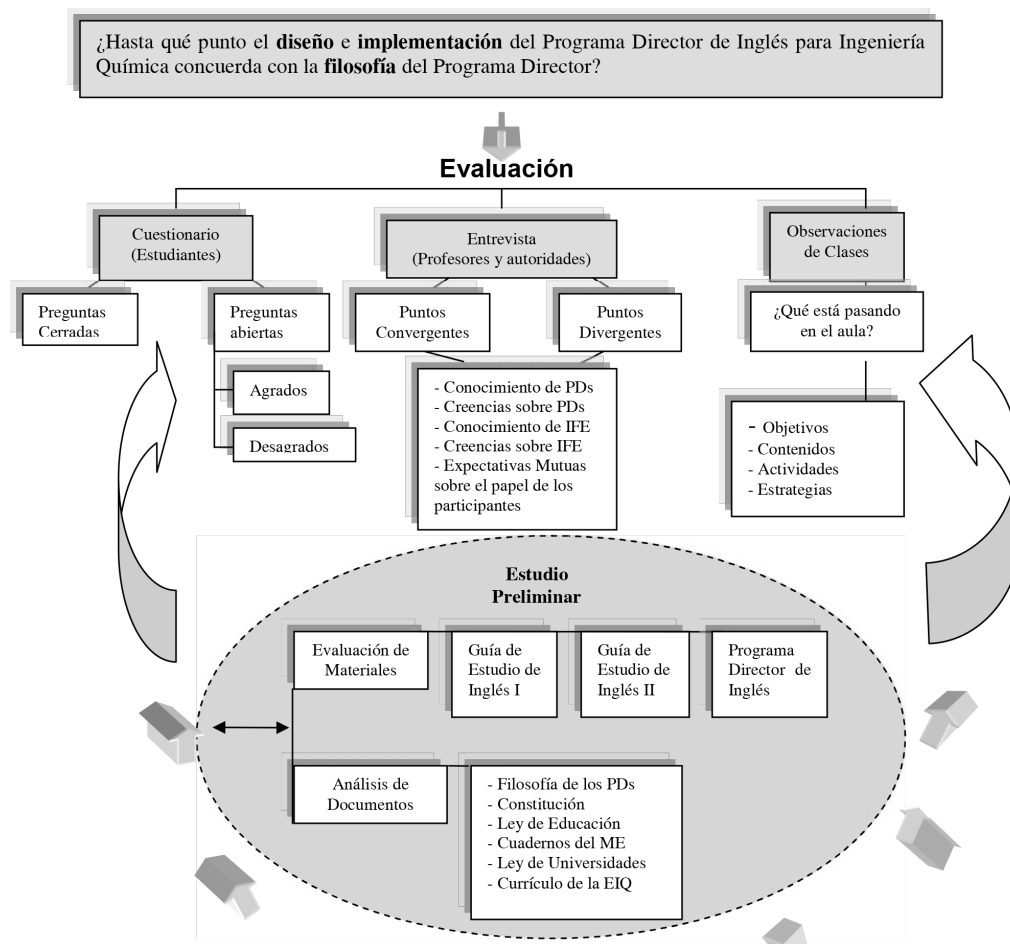 ¿Hasta qué punto el diseño e implementación del Programa Director de Inglés para Ingeniería
Química concuerda con la filosofía del Programa Director?
Evaluación
Cuestionario
(Estudiantes)
Entrevista
(Profesores y autoridades)
Observaciones
de Clases
Preguntas
Cerradas
Preguntas
abiertas
Puntos
Convergentes
Puntos
Divergentes
¿Qué está pasando
en el aula?
Agrados
Desagrados
- Conocimiento de PDs
- Creencias sobre PDs
- Conocimiento de IFE
- Creencias sobre IFE
- Expectativas Mutuas
sobre el papel de los
participantes
- Objetivos
- Contenidos
- Actividades
- Estrategias
Estudio
Preliminar
Evaluación de
Materiales
Guía de
Estudio de
Inglés I
Guía de
Estudio de
Inglés II
Programa
Director de
Inglés
Análisis de
Documentos
- Filosofía de los PDs
- Constitución
- Ley de Educación
- Cuadernos del ME
- Ley de Universidades
- Currículo de la EIQ